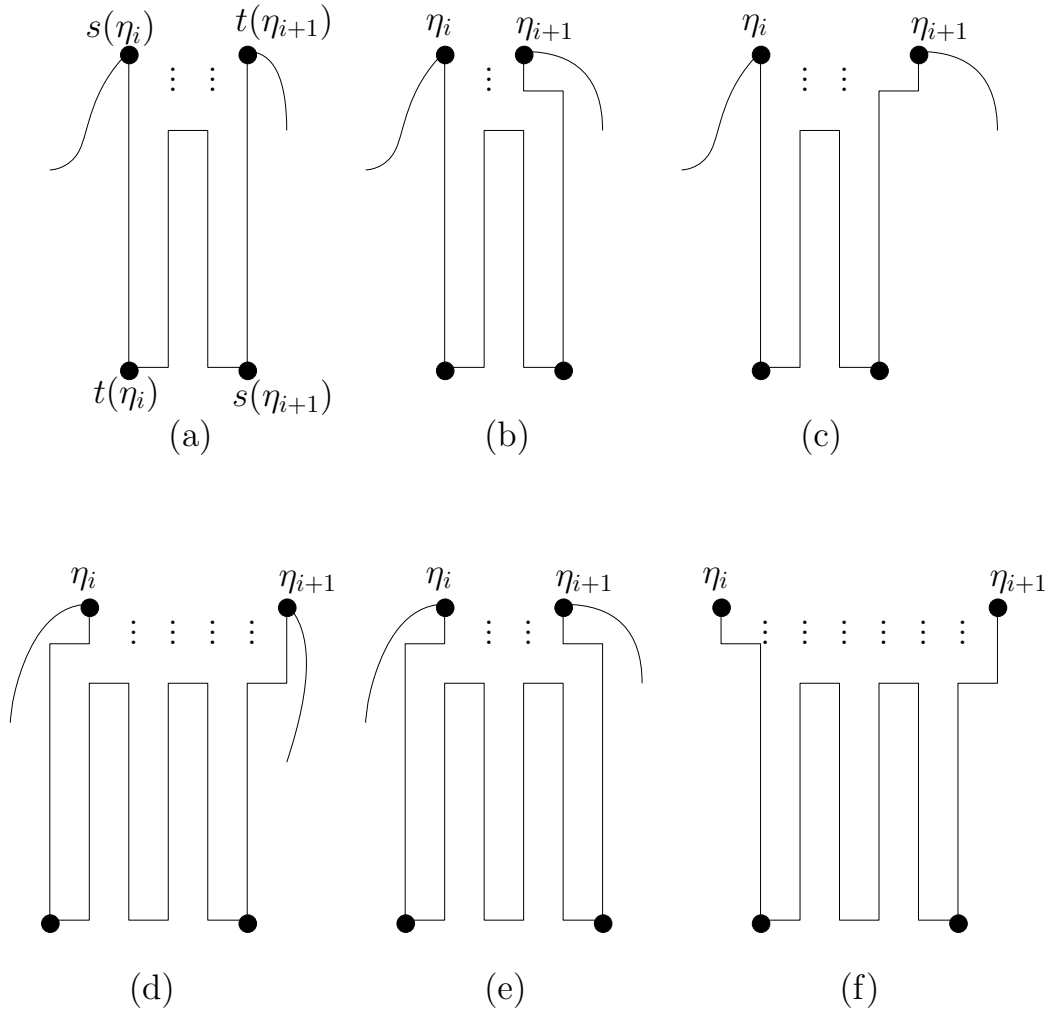 s(η_i) t(η_{i+1}) η_i η_{i+1} η_i η_{i+1}
⋮ ⋮ ⋮ ⋮ ⋮
t(η_i) s(η_{i+1})
(a) (b) (c)
η_i η_{i+1} η_i η_{i+1} η_i η_{i+1}
⋮ ⋮ ⋮ ⋮ ⋮ ⋮ ⋮ ⋮ ⋮ ⋮ ⋮ ⋮
(d) (e) (f)